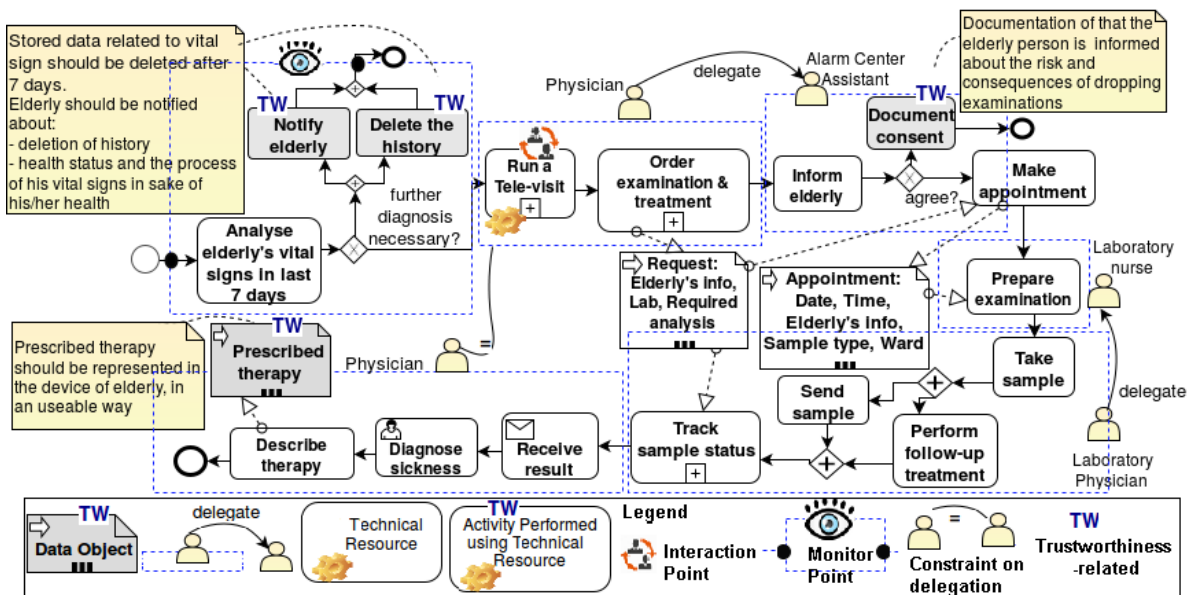 Stored data related to vital
sign should be deleted after
7 days.
Elderly should be notified
about:
- deletion of history
- health status and the process
of his vital signs in sake of
his/her health
TW
Notify
elderly
TW
Delete the
history
further
diagnosis
necessary?
X
Analyse
elderly's vital
signs in last
7 days
Physician
delegate
Alarm Center
Assistant
Documentation of that the
elderly person is informed
about the risk and
consequences of dropping
examinations
Run a
Tele-visit
Order
examination &
treatment
Inform
elderly
TW
Document
consent
X
agree?
Make
appointment
Request:
Elderly's info,
Lab, Required
analysis
Appointment:
Date, Time,
Elderly's info,
Sample type, Ward
Prepare
examination
Laboratory
nurse
Take
sample
delegate
Laboratory
Physician
Send
sample
Perform
follow-up
treatment
Track
sample status
Receive
result
Diagnose
sickness
Describe
therapy
Physician
=
TW
Prescribed
therapy
Prescribed therapy
should be represented in
the device of elderly, in
an useable way
Legend
TW
Data Object
delegate
Technical
Resource
TW
Activity Performed
using Technical
Resource
Interaction
Point
Monitor
Point
=
Constraint on
delegation
TW
Trustworthiness
-related